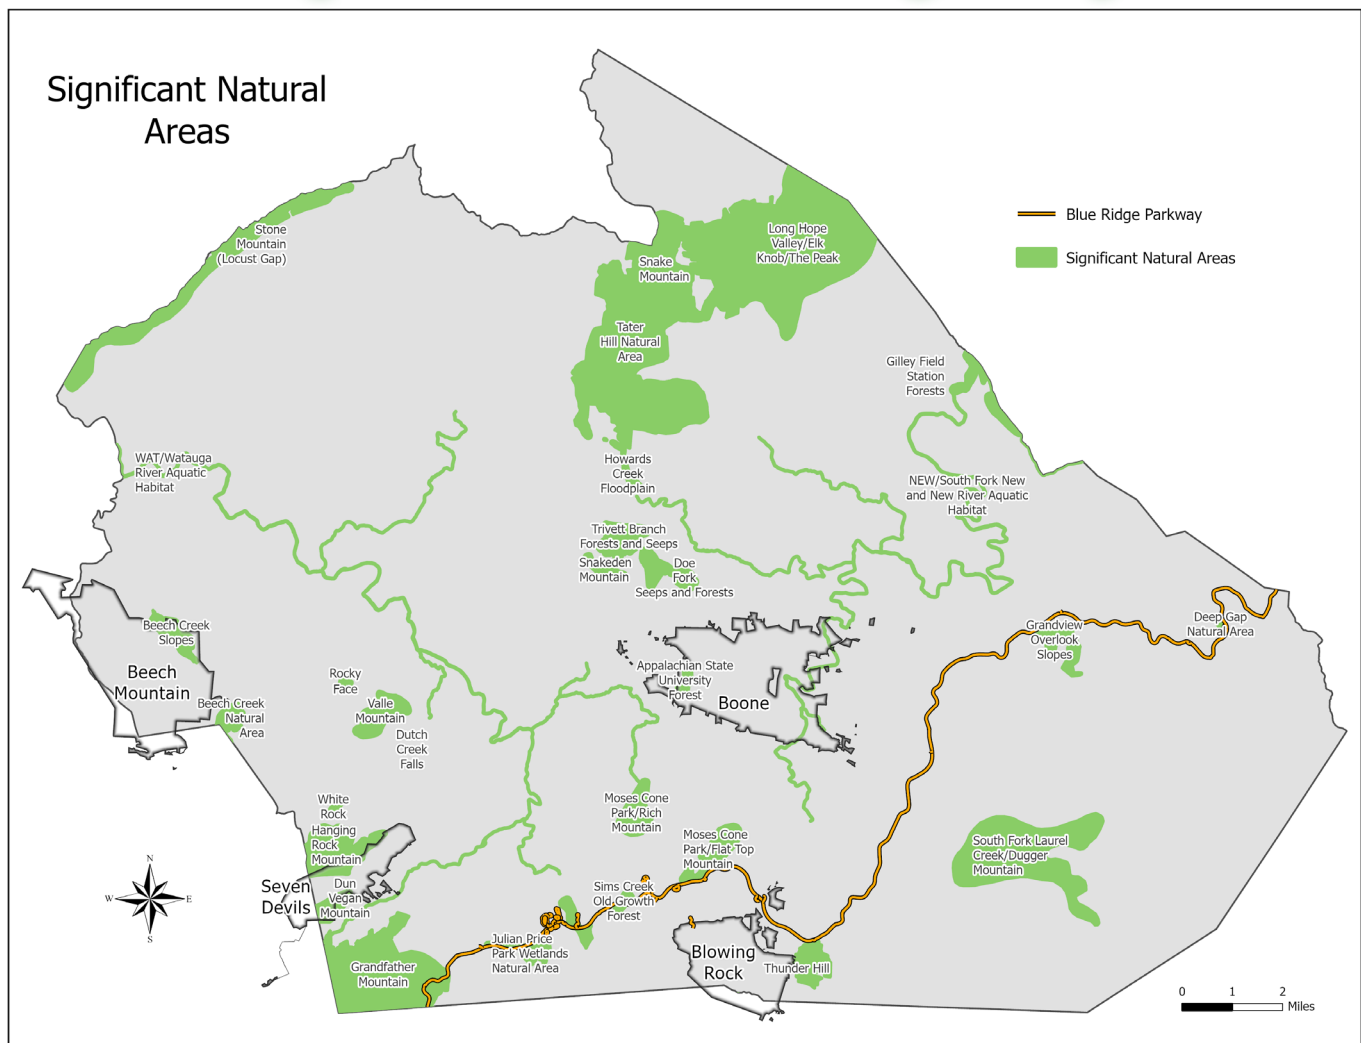 Significant Natural
Areas
Blue Ridge Parkway
Significant Natural Areas
Stone
Mountain
(Locust Gap)
Long Hope
Valley/Elk
Knob/The Peak
Snake
Mountain
Tater
Hill Natural
Area
Gilley Field
Station
Forests
WAT/Watauga
River Aquatic
Habitat
Howards
Creek
Floodplain
NEW/South Fork New
and New River Aquatic
Habitat
Trivett Branch
Forests and Seeps
Snakeden
Mountain
Doe
Fork
Seeps and Forests
Beech Creek
Slopes
Beech
Mountain
Grandview
Overlook
Slopes
Deep Gap
Natural Area
Rocky
Face
Appalachian State
University
Forest
Boone
Beech Creek
Natural
Area
Valle
Mountain
Dutch
Creek
Falls
White
Rock
Hanging
Rock
Mountain
Moses Cone
Park/Rich
Mountain
Moses Cone
Park/Flat Top
Mountain
South Fork Laurel
Creek/Dugger
Mountain
Seven
Devils
Dun
Vegan
Mountain
Sims Creek
Old Growth
Forest
Julian Price
Park Wetlands
Natural Area
Blowing
Rock
Thunder Hill
Grandfather
Mountain
N
W
E
S
0 1 2
Miles